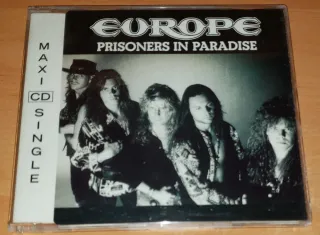 EUROPE
PRISONERS IN PARADISE
MAXI CD SINGLE